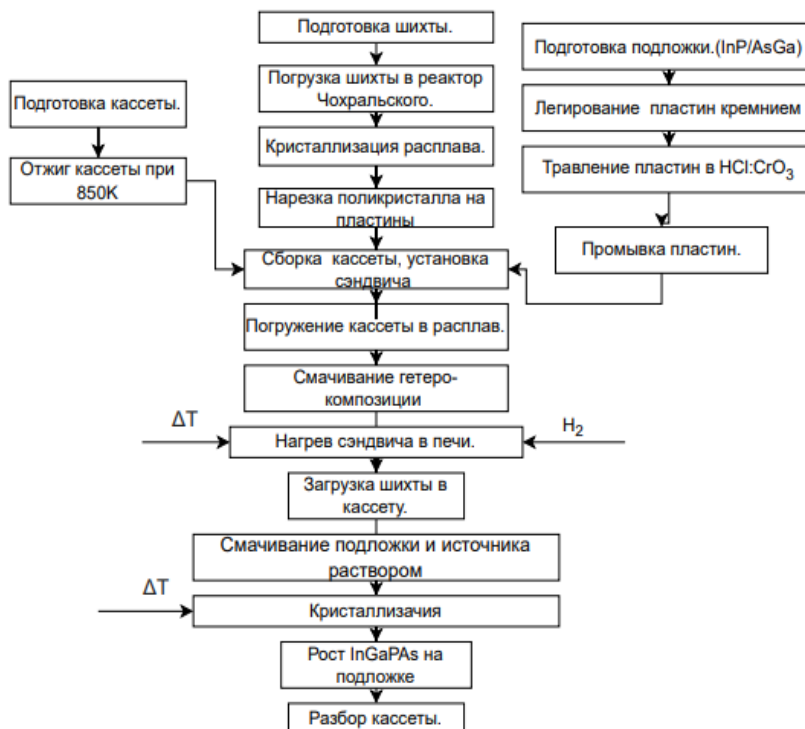 Подготовка шихты.
Погрузка шихты в реактор
Чохральского.
Кристаллизация расплава.
Нарезка поликристалла на
пластины
Подготовка кассеты.
Отжиг кассеты при
850K
Подготовка подложки.(InP/AsGa)
Легирование пластин кремнием
Травление пластин в HCl:CrO₃
Промывка пластин.
Сборка кассеты, установка
сэндвича
Погружение кассеты в расплав.
Смачивание гетеро-
композиции
ΔT
Нагрев сэндвича в печи.
H₂
Загрузка шихты в
кассету.
Смачивание подложки и источника
раствором
ΔT
Кристаллизачия
Рост InGaPAs на
подложке
Разбор кассеты.